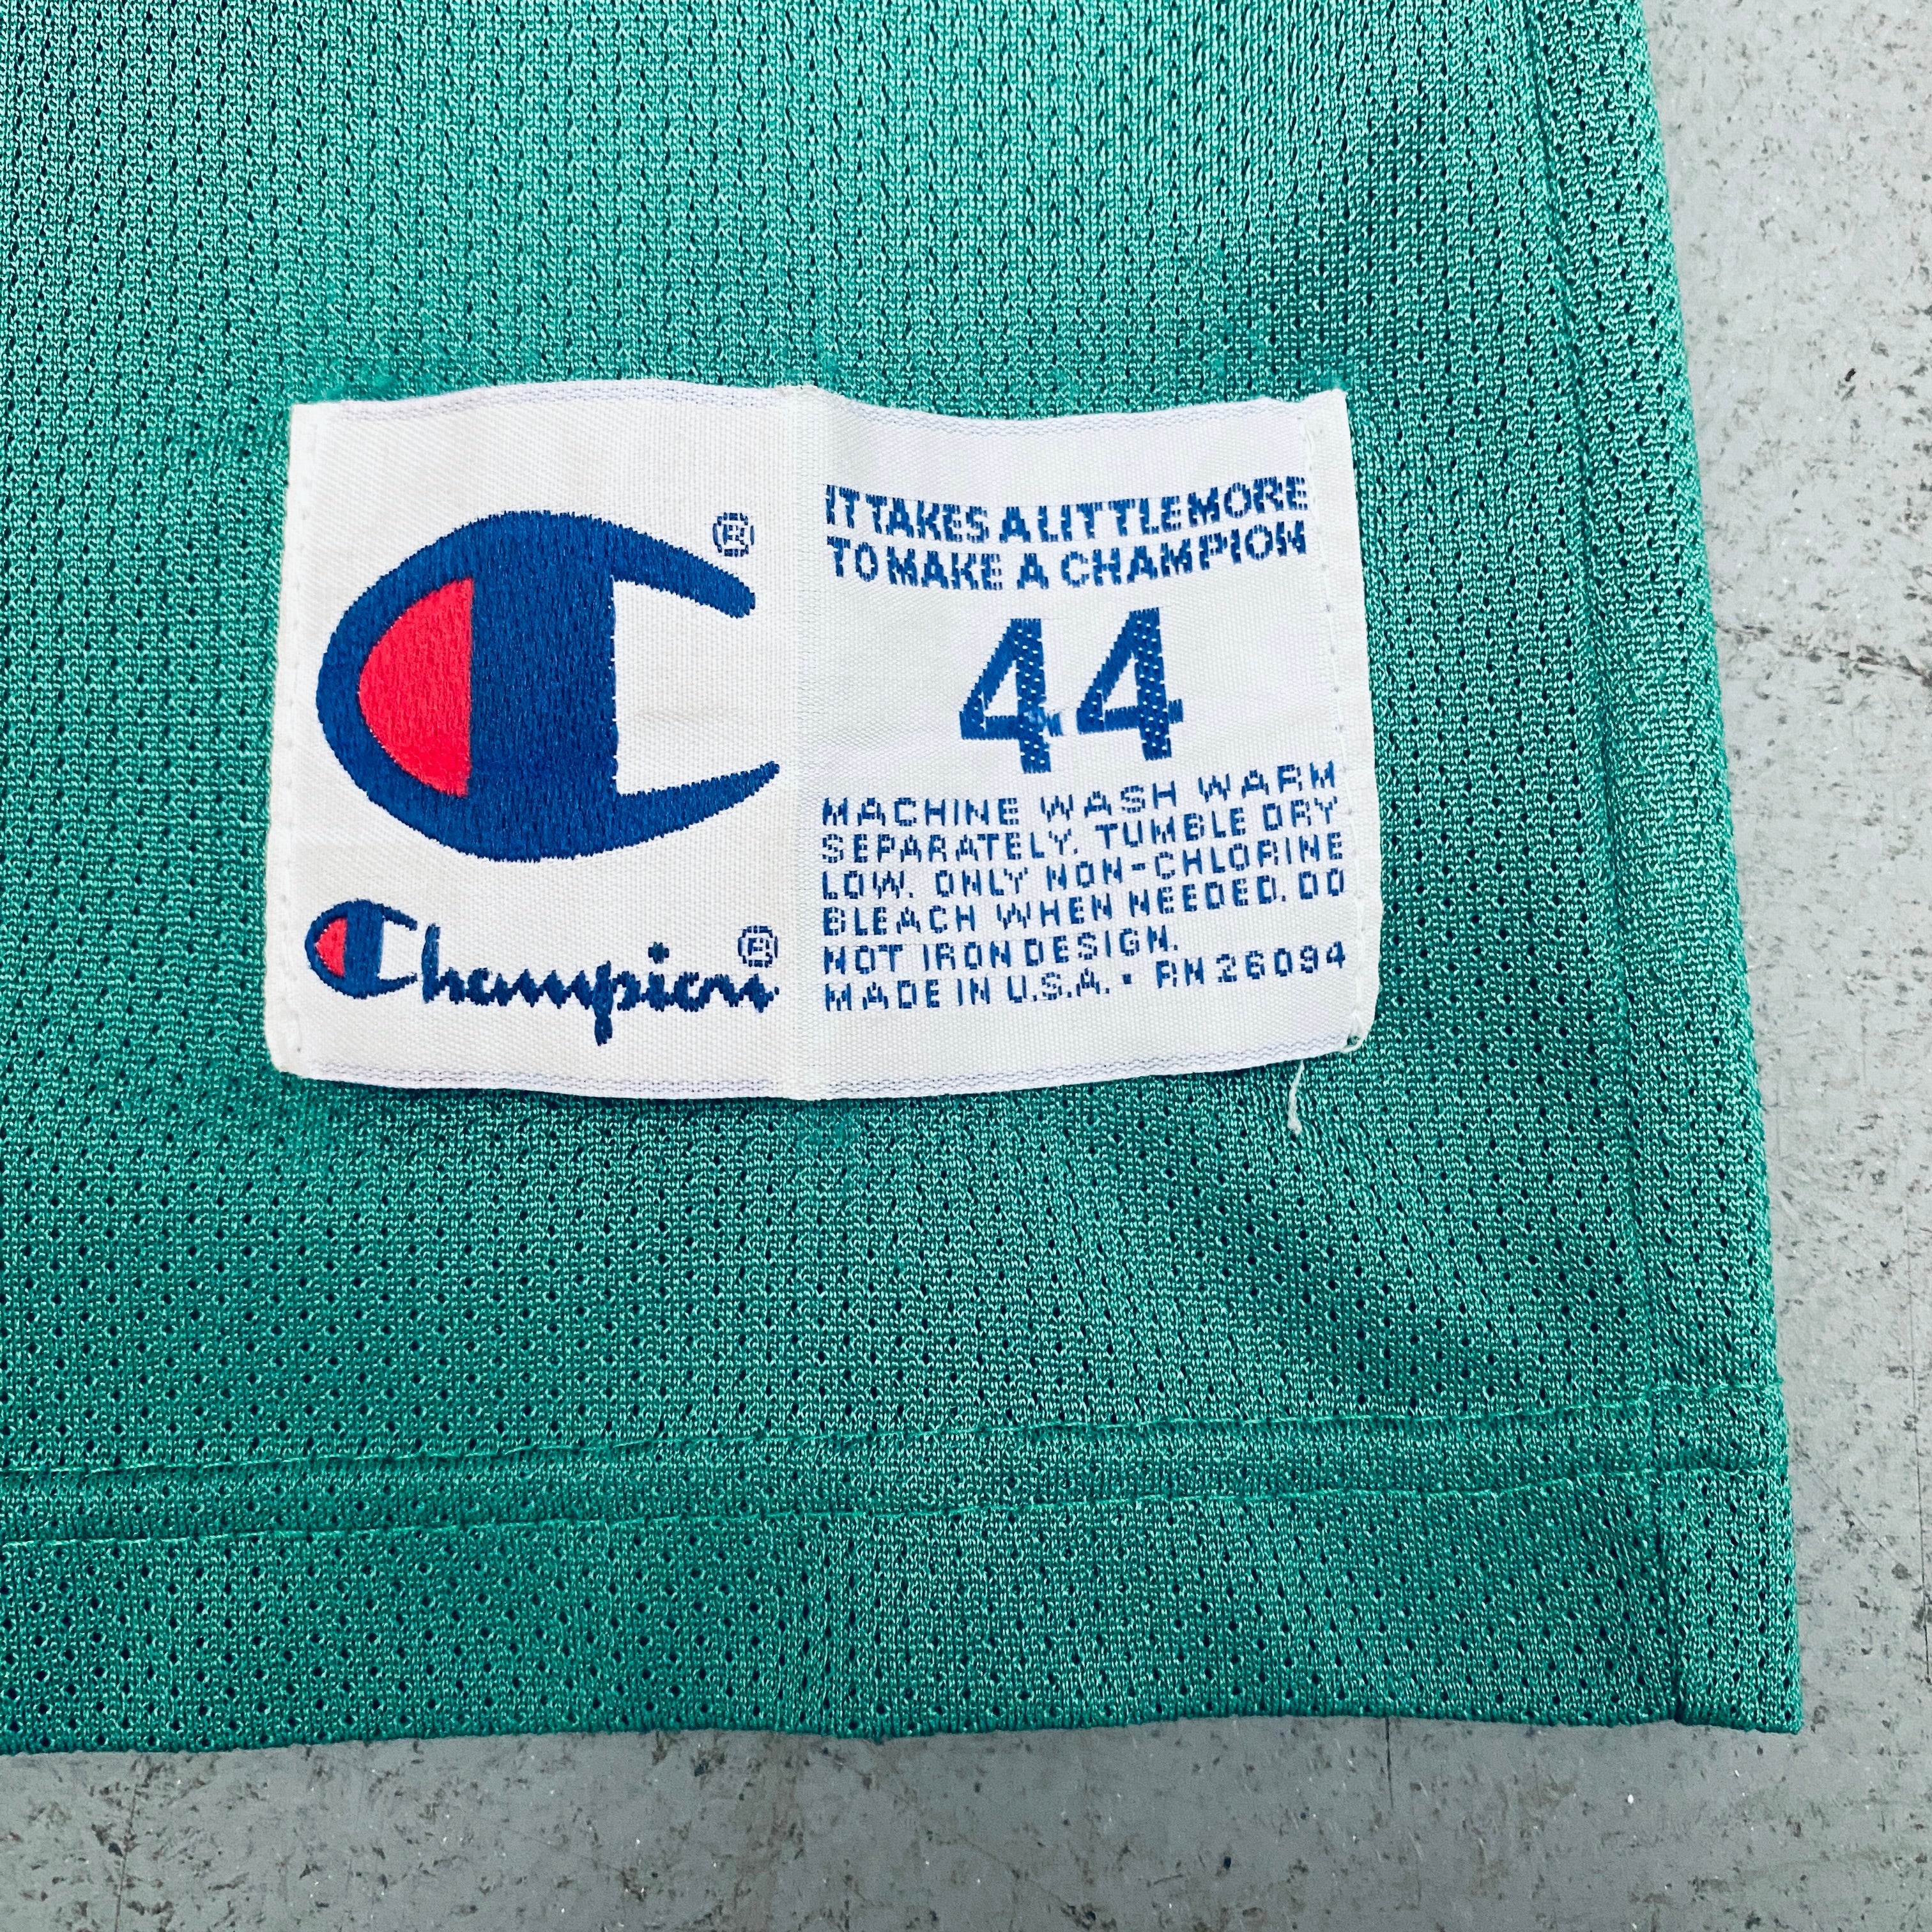 ®
Champion®
IT TAKES A LITTLE MORE
TO MAKE A CHAMPION
44
MACHINE WASH WARM
SEPARATELY. TUMBLE DRY
LOW. ONLY NON-CHLORINE
BLEACH WHEN NEEDED. DO
NOT IRON DESIGN.
MADE IN U.S.A. • RN 26094